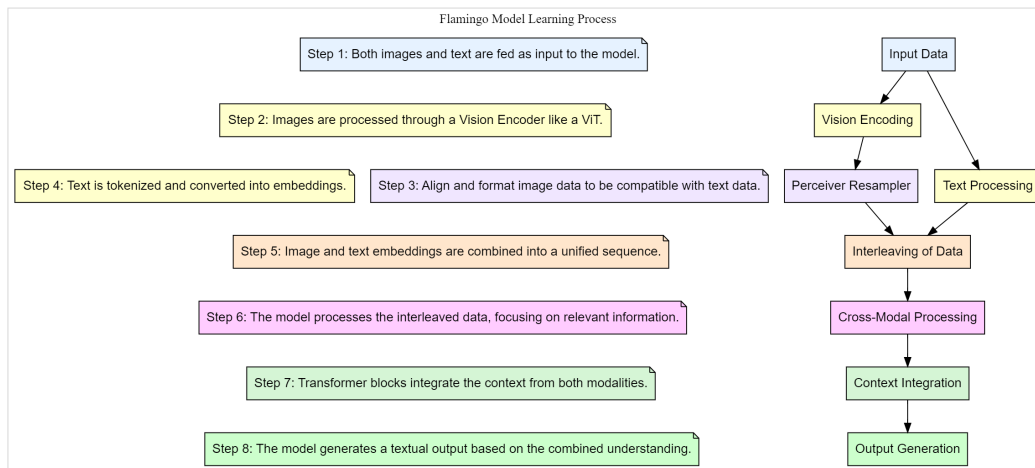 Flamingo Model Learning Process
Step 1: Both images and text are fed as input to the model.
Input Data
Step 2: Images are processed through a Vision Encoder like a ViT.
Vision Encoding
Step 4: Text is tokenized and converted into embeddings.
Step 3: Align and format image data to be compatible with text data.
Perceiver Resampler
Text Processing
Step 5: Image and text embeddings are combined into a unified sequence.
Interleaving of Data
Step 6: The model processes the interleaved data, focusing on relevant information.
Cross-Modal Processing
Step 7: Transformer blocks integrate the context from both modalities.
Context Integration
Step 8: The model generates a textual output based on the combined understanding.
Output Generation